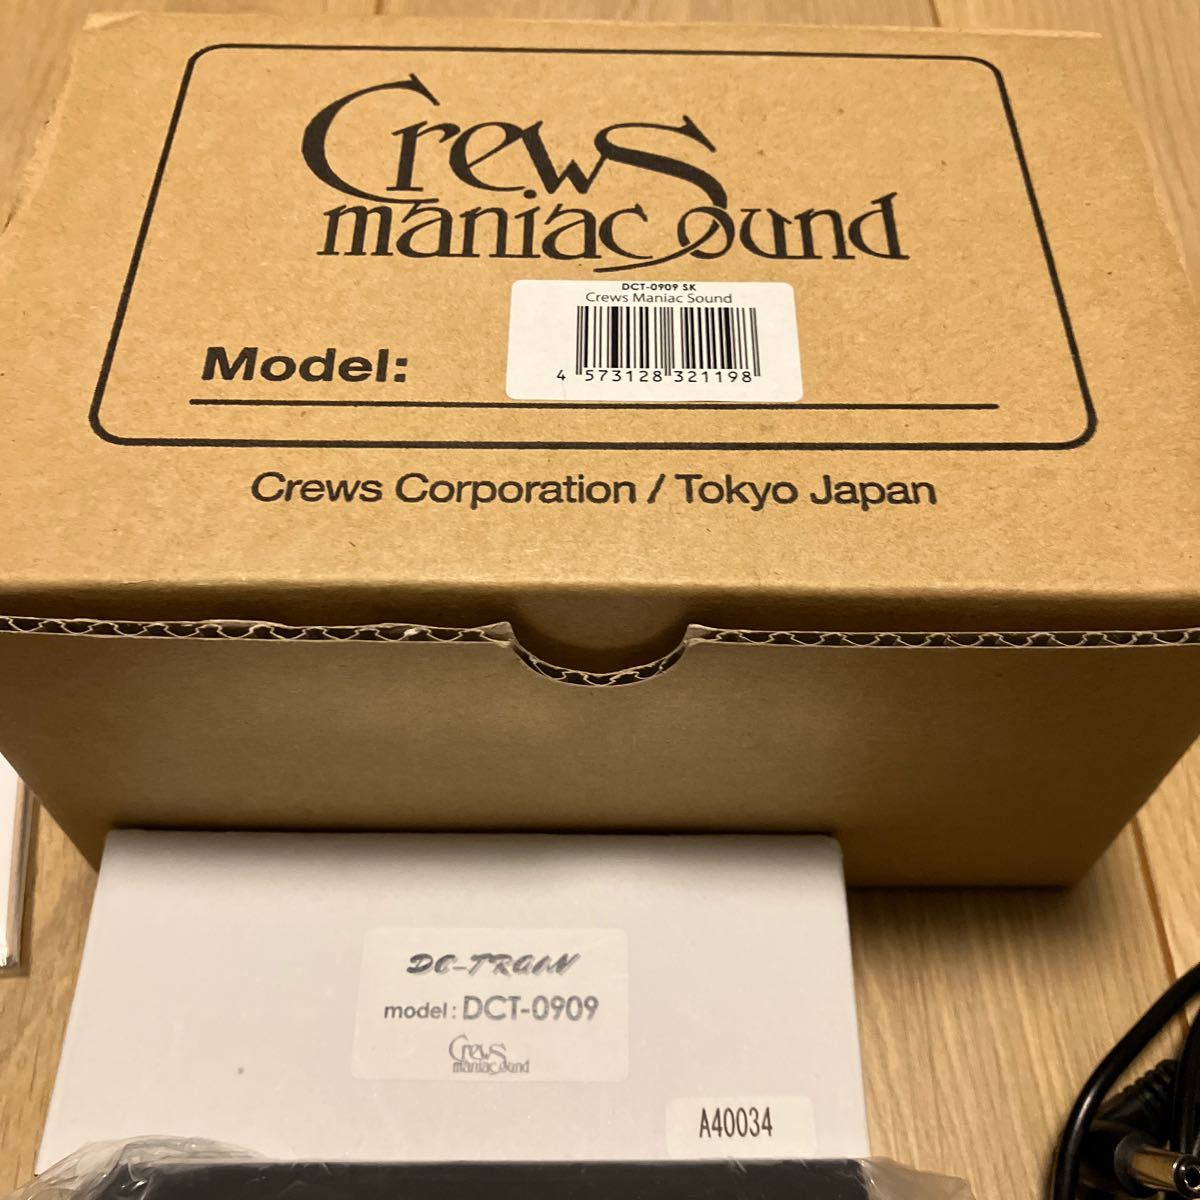 Crews
maniac sound
DCT-0909 SK
Crews Maniac Sound
4 573128 321198
Model:
Crews Corporation / Tokyo Japan
DC-TRAIN
model: DCT-0909
Crews
maniac sound
A40034